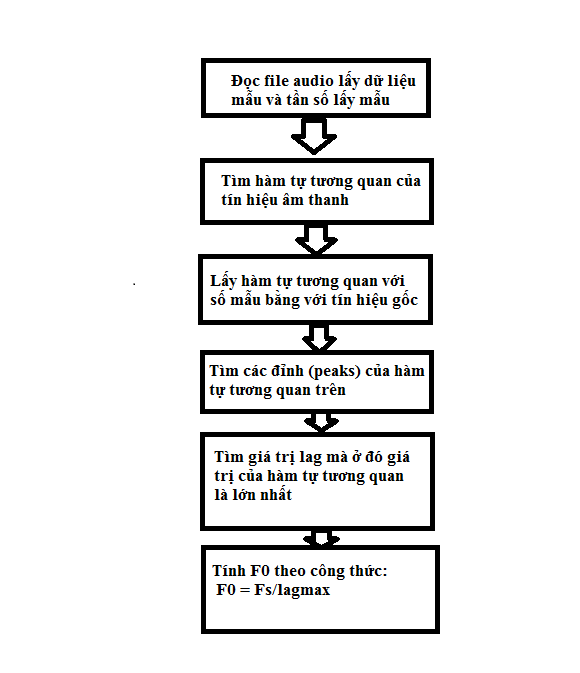 Đọc file audio lấy dữ liệu
mẫu và tần số lấy mẫu
Tìm hàm tự tương quan của
tín hiệu âm thanh
Lấy hàm tự tương quan với
số mẫu bằng với tín hiệu gốc
Tìm các đỉnh (peaks) của hàm
tự tương quan trên
Tìm giá trị lag mà ở đó giá
trị của hàm tự tương quan
là lớn nhất
Tính F0 theo công thức:
F0 = Fs/lagmax